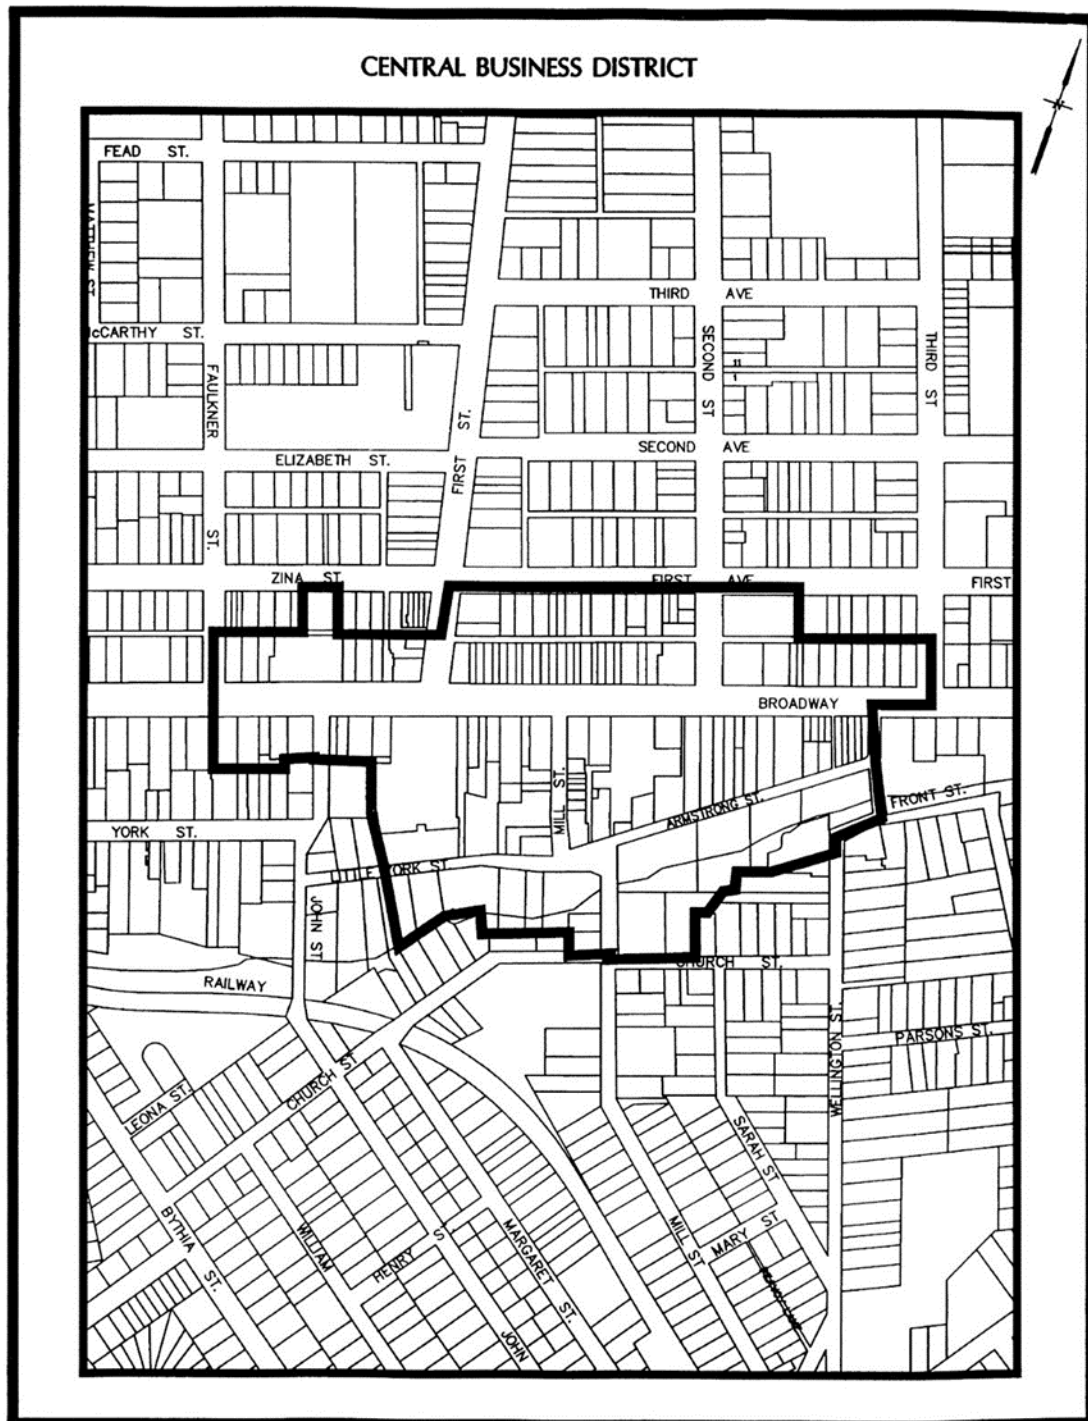 CENTRAL BUSINESS DISTRICT
N
FEAD ST.
MATTHEW ST
McCARTHY ST.
THIRD AVE
FAULKNER ST.
SECOND ST
THIRD ST
FIRST ST.
SECOND AVE
ELIZABETH ST.
ZINA ST
FIRST AVE
FIRST
BROADWAY
MILL ST.
ARMSTRONG ST.
FRONT ST.
YORK ST.
LITTLE YORK ST
JOHN ST
CHURCH ST.
RAILWAY
WELINGTON ST.
PARSONS ST.
CHURCH ST
LEONA ST.
SARAH ST
BYTHIA ST.
WILLIAM
HENRY S
MARGARET ST.
MILL ST
MARY ST
JOHN